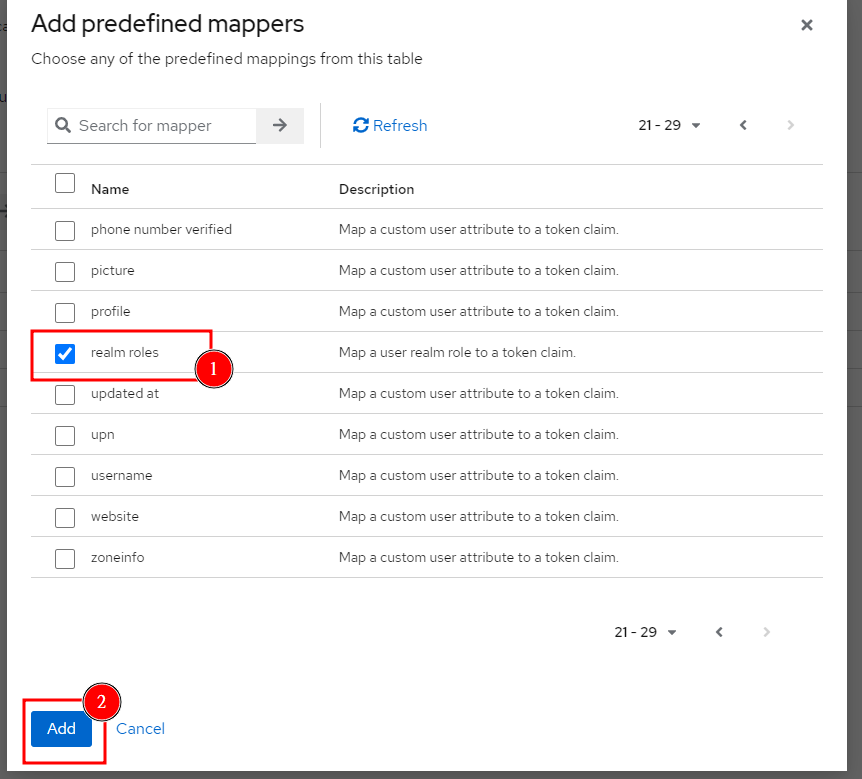 Add predefined mappers
Choose any of the predefined mappings from this table
Search for mapper
Refresh
21 - 29
Name Description
phone number verified Map a custom user attribute to a token claim.
picture Map a custom user attribute to a token claim.
profile Map a custom user attribute to a token claim.
realm roles Map a user realm role to a token claim.
1
updated at Map a custom user attribute to a token claim.
upn Map a custom user attribute to a token claim.
username Map a custom user attribute to a token claim.
website Map a custom user attribute to a token claim.
zoneinfo Map a custom user attribute to a token claim.
21 - 29
2
Add Cancel